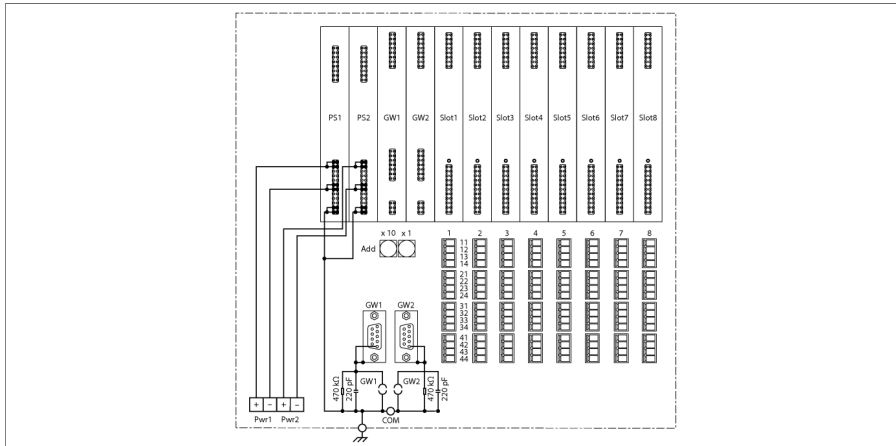 PS1 PS2 GW1 GW2 Slot1 Slot2 Slot3 Slot4 Slot5 Slot6 Slot7 Slot8
x 10 x 1
Add
1 2 3 4 5 6 7 8
11
12
13
14
21
22
23
24
31
32
33
34
41
42
43
44
GW1 GW2
470 kΩ
220 pF
GW1 GW2
470 kΩ
220 pF
COM
+ − + −
Pwr1 Pwr2